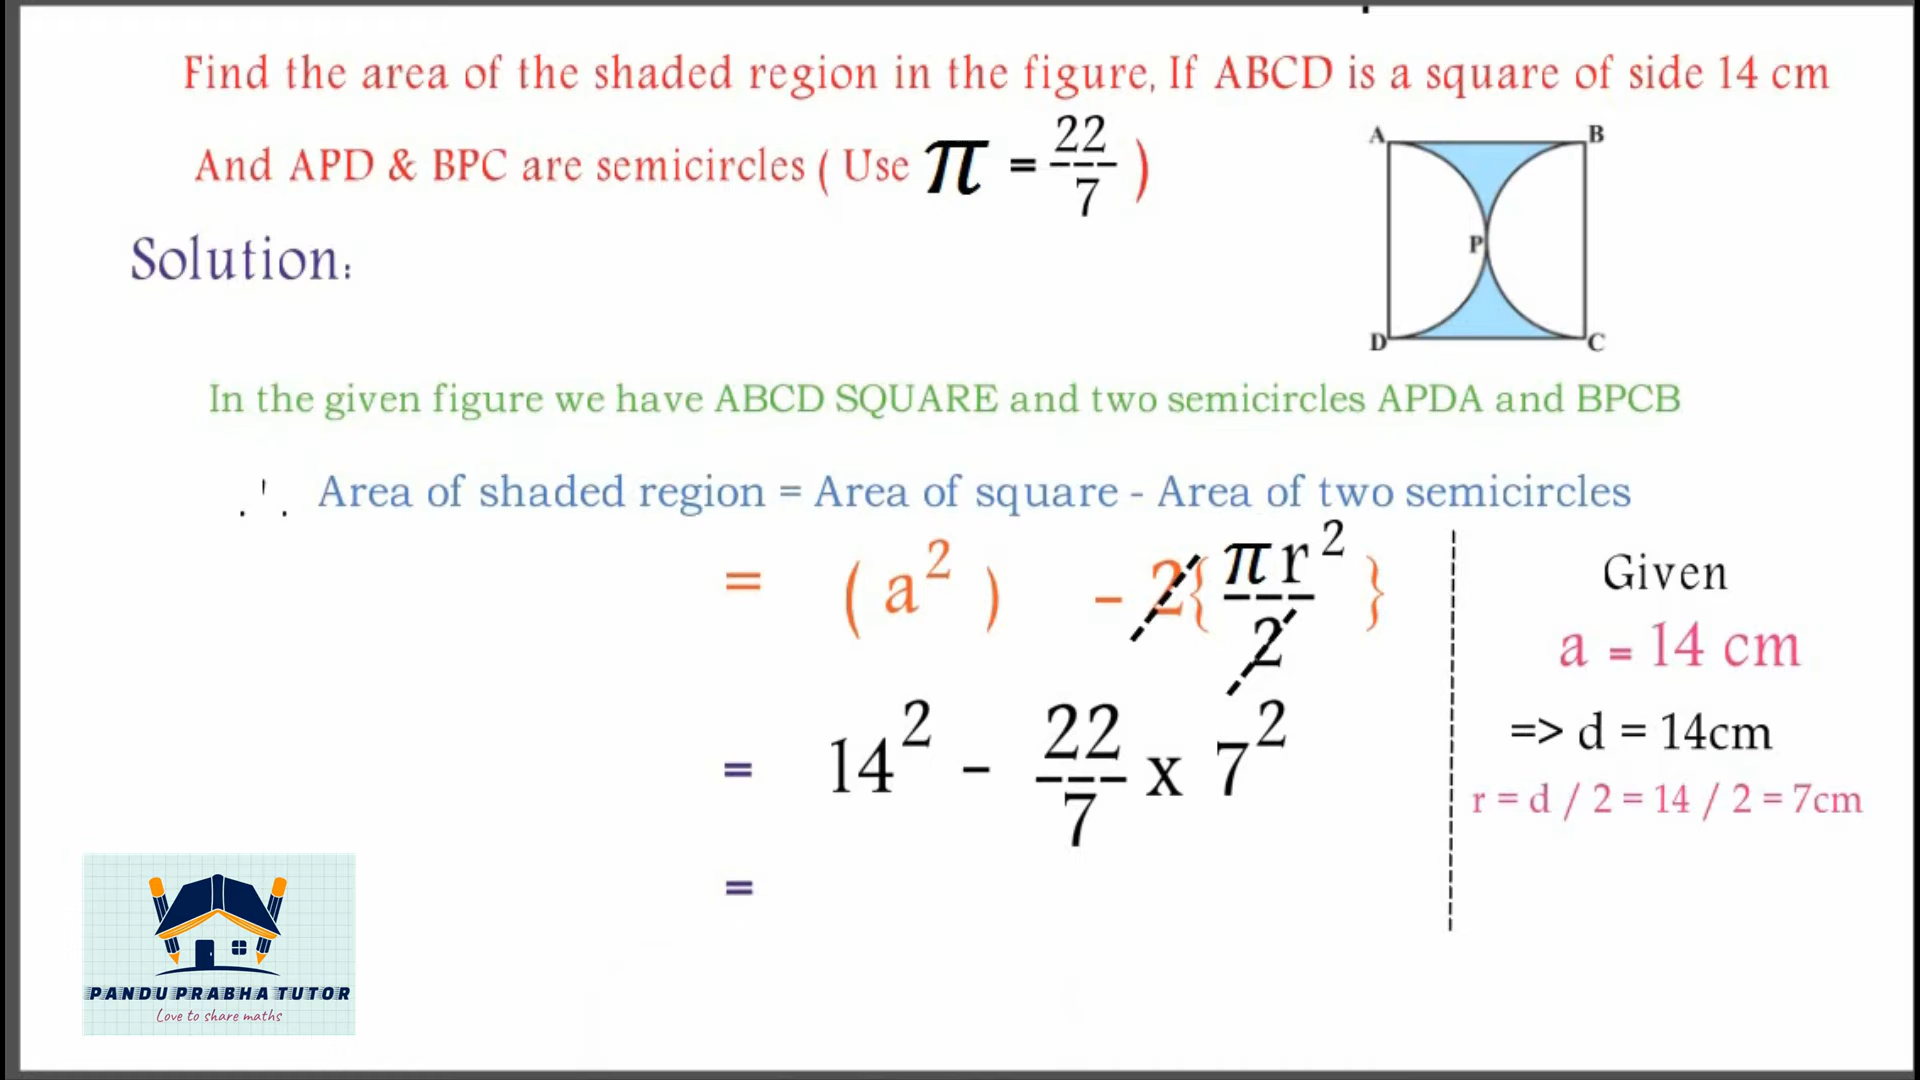 Find the area of the shaded region in the figure, If ABCD is a square of side 14 cm
And APD & BPC are semicircles ( Use π = 22/7 )
A B
P
D C
Solution:
In the given figure we have ABCD SQUARE and two semicircles APDA and BPCB
∴ Area of shaded region = Area of square - Area of two semicircles
= ( a² ) - 2{ πr²/2 }
= 14² - 22/7 x 7²
=
Given
a = 14 cm
=> d = 14cm
r = d / 2 = 14 / 2 = 7cm
PANDU PRABHA TUTOR
Love to share maths